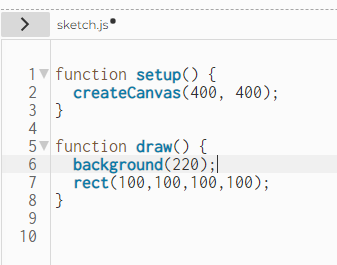 sketch.js
1 function setup() {
2   createCanvas(400, 400);
3 }
4
5 function draw() {
6   background(220);
7   rect(100,100,100,100);
8 }
9
10